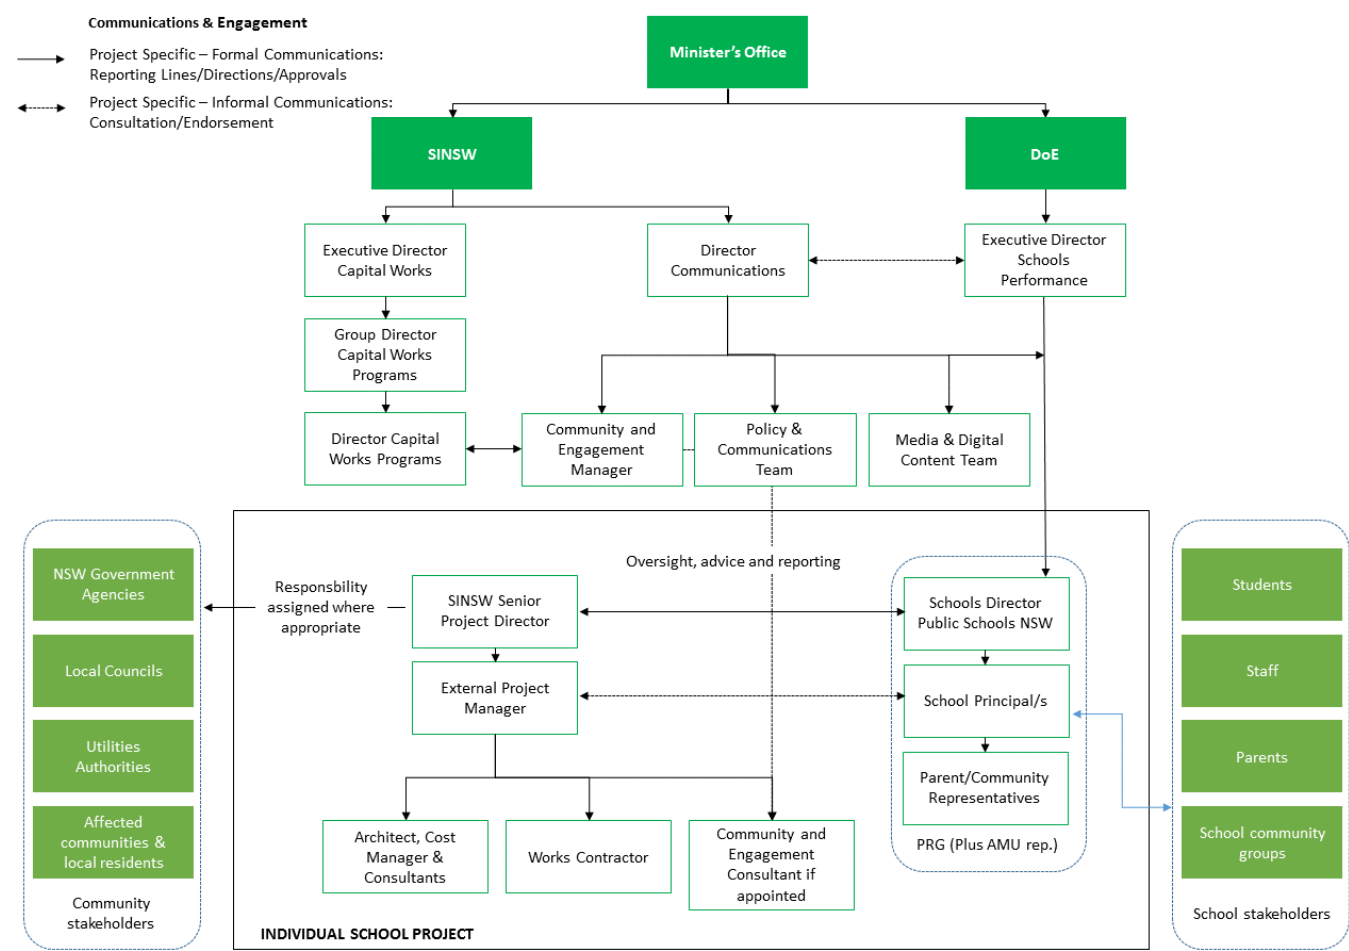 Communications & Engagement
Project Specific – Formal Communications:
Reporting Lines/Directions/Approvals
Project Specific – Informal Communications:
Consultation/Endorsement
Minister's Office
SINSW
DoE
Executive Director
Capital Works
Director
Communications
Executive Director
Schools
Performance
Group Director
Capital Works
Programs
Director Capital
Works Programs
Community and
Engagement
Manager
Policy &
Communications
Team
Media & Digital
Content Team
NSW Government
Agencies
Local Councils
Utilities
Authorities
Affected
communities &
local residents
Community
stakeholders
Responsbility
assigned where
appropriate
Oversight, advice and reporting
SINSW Senior
Project Director
External Project
Manager
Architect, Cost
Manager &
Consultants
Works Contractor
Community and
Engagement
Consultant if
appointed
Schools Director
Public Schools NSW
School Principal/s
Parent/Community
Representatives
PRG (Plus AMU rep.)
INDIVIDUAL SCHOOL PROJECT
Students
Staff
Parents
School community
groups
School stakeholders